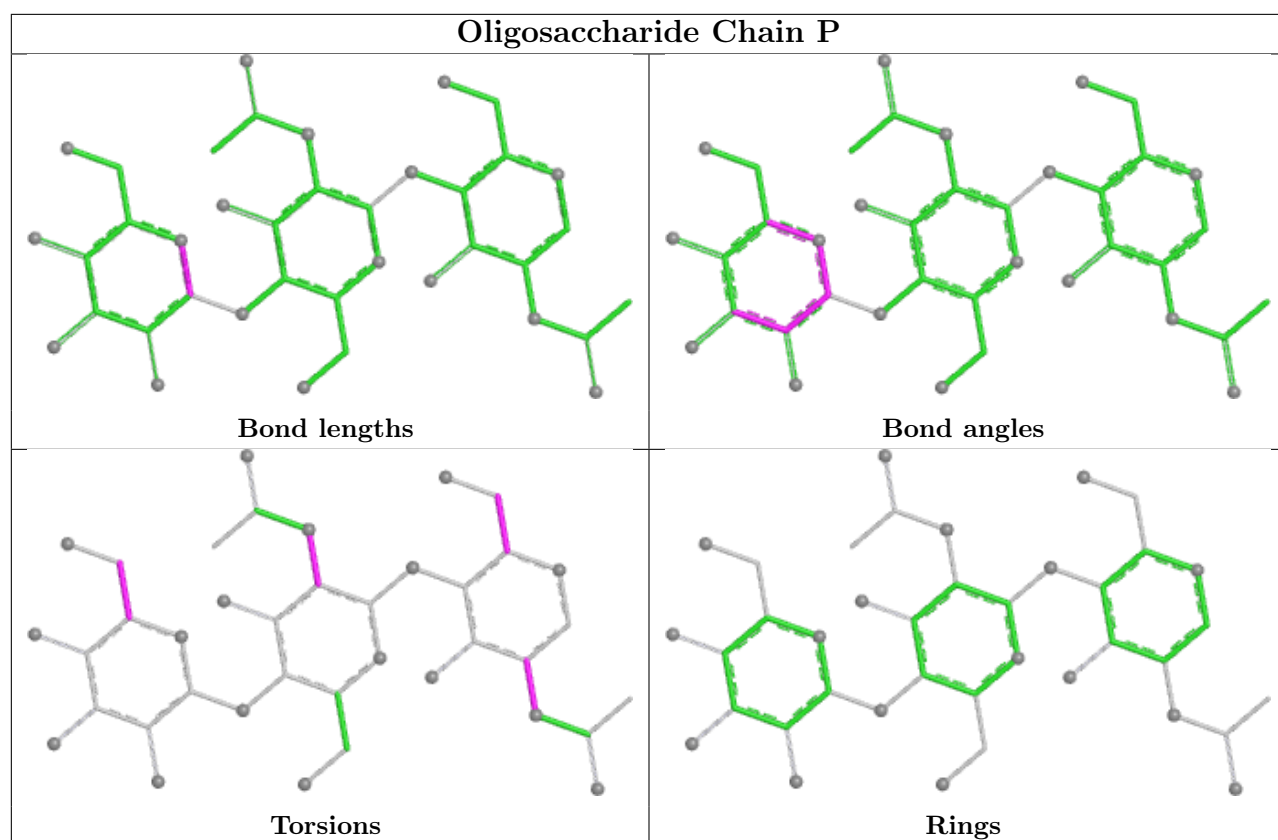 Oligosaccharide Chain P
Bond lengths
Bond angles
Torsions
Rings